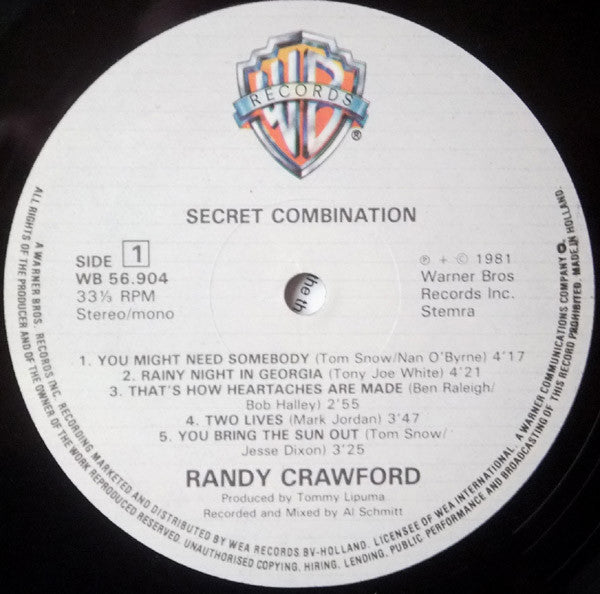 WB
RECORDS
®
SECRET COMBINATION
SIDE 1
WB 56.904
33⅓ RPM
Stereo/mono
℗ + © 1981
Warner Bros
Records Inc.
Stemra
the th
1. YOU MIGHT NEED SOMEBODY (Tom Snow/Nan O'Byrne) 4'17
2. RAINY NIGHT IN GEORGIA (Tony Joe White) 4'21
3. THAT'S HOW HEARTACHES ARE MADE (Ben Raleigh/
Bob Halley) 2'55
4. TWO LIVES (Mark Jordan) 3'47
5. YOU BRING THE SUN OUT (Tom Snow/
Jesse Dixon) 3'25
RANDY CRAWFORD
Produced by Tommy Lipuma
Recorded and Mixed by Al Schmitt
A WARNER BROS. RECORDS INC. RECORDING MARKETED AND DISTRIBUTED BY WEA RECORDS BV-HOLLAND. LICENSEE OF WEA INTERNATIONAL. A WARNER COMMUNICATIONS COMPANY
ALL RIGHTS OF THE PRODUCER AND OF THE OWNER OF THE WORK REPRODUCED RESERVED. UNAUTHORISED COPYING, HIRING, LENDING, PUBLIC PERFORMANCE AND BROADCASTING OF THIS RECORD PROHIBITED. MADE IN HOLLAND.